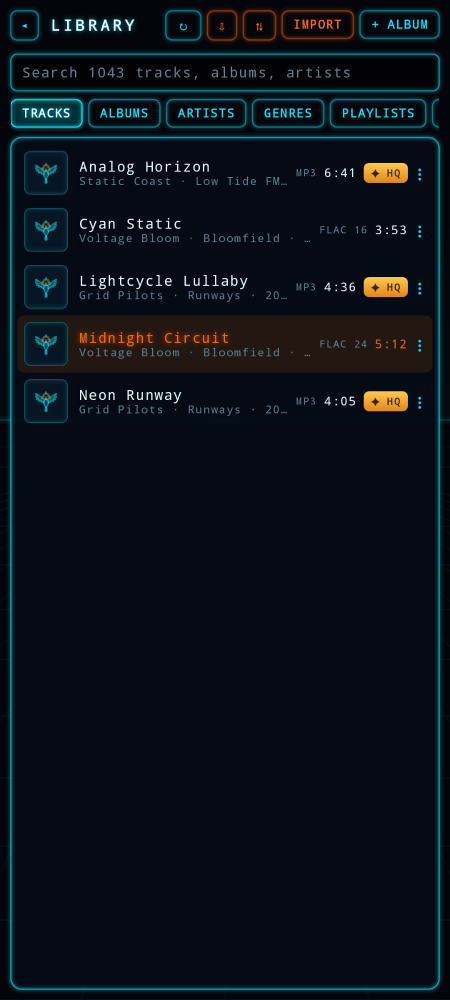 ◂ LIBRARY ↻ ⇩ ⇅ IMPORT + ALBUM
Search 1043 tracks, albums, artists
TRACKS ALBUMS ARTISTS GENRES PLAYLISTS
Analog Horizon
Static Coast · Low Tide FM… MP3 6:41 ✦ HQ
Cyan Static
Voltage Bloom · Bloomfield · … FLAC 16 3:53
Lightcycle Lullaby
Grid Pilots · Runways · 20… MP3 4:36 ✦ HQ
Midnight Circuit
Voltage Bloom · Bloomfield · … FLAC 24 5:12
Neon Runway
Grid Pilots · Runways · 20… MP3 4:05 ✦ HQ